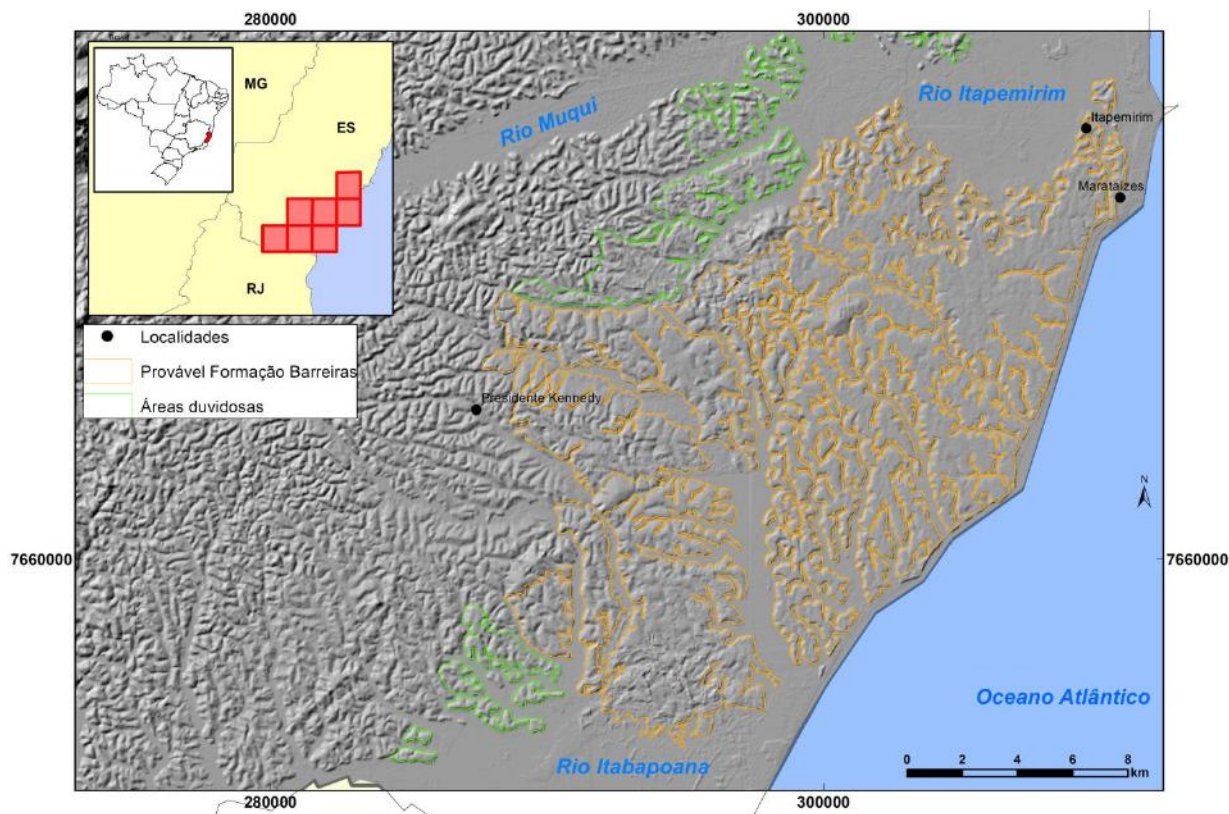 280000
300000
MG
ES
RJ
Rio Muqui
Rio Itapemirim
Itapemirim
Marataízes
Localidades
Provável Formação Barreiras
Áreas duvidosas
Presidente Kennedy
N
7660000
7660000
Oceano Atlântico
Rio Itabapoana
0 2 4 6 8
km
280000
300000